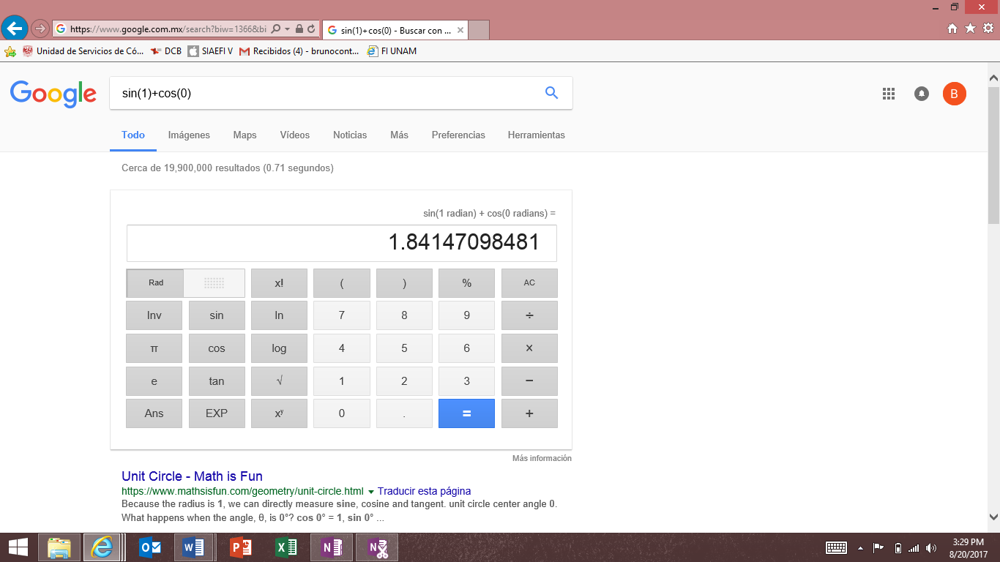 https://www.google.com.mx/search?biw=1366&bi
sin(1)+cos(0) - Buscar con ...
Unidad de Servicios de Có... DCB SIAEFI V Recibidos (4) - brunocont... FI UNAM
Google
sin(1)+cos(0)
B
Todo Imágenes Maps Vídeos Noticias Más Preferencias Herramientas
Cerca de 19,900,000 resultados (0.71 segundos)
sin(1 radian) + cos(0 radians) =
1.84147098481
Rad x! ( ) % AC
Inv sin ln 7 8 9 ÷
π cos log 4 5 6 ×
e tan √ 1 2 3 −
Ans EXP xʸ 0 . = +
Más información
Unit Circle - Math is Fun
https://www.mathsisfun.com/geometry/unit-circle.html Traducir esta página
Because the radius is 1, we can directly measure sine, cosine and tangent. unit circle center angle 0.
What happens when the angle, θ, is 0°? cos 0° = 1, sin 0° ...
3:29 PM
8/20/2017